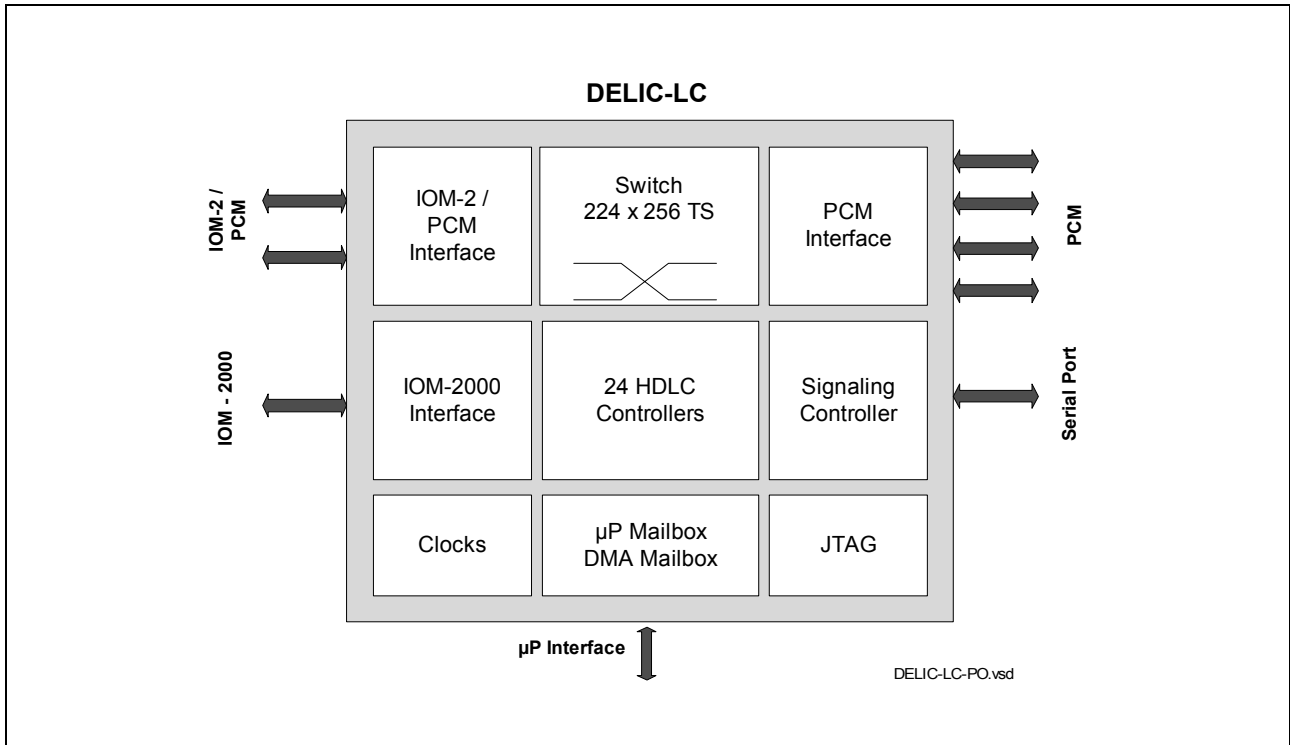 DELIC-LC
IOM-2 /
PCM
IOM-2 /
PCM
Interface
Switch
224 x 256 TS
PCM
Interface
PCM
IOM - 2000
IOM-2000
Interface
24 HDLC
Controllers
Signaling
Controller
Serial Port
Clocks
µP Mailbox
DMA Mailbox
JTAG
µP Interface
DELIC-LC-PO.vsd